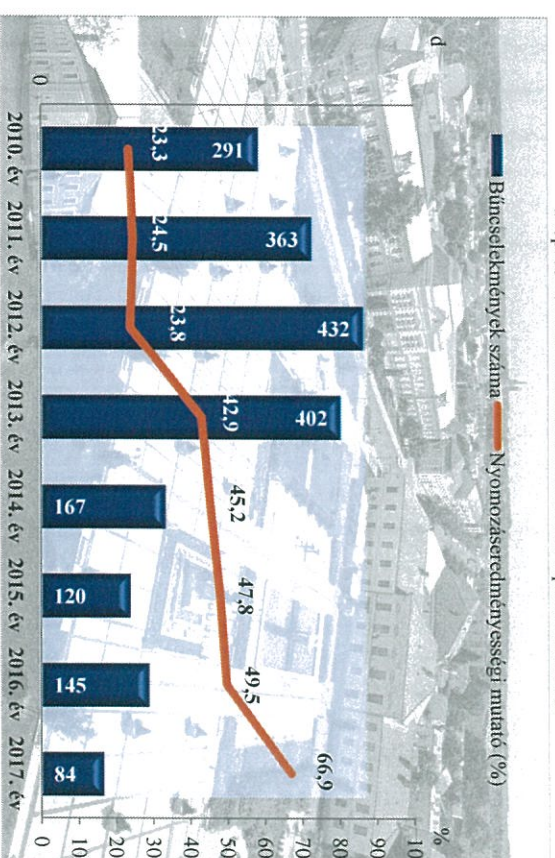 Bűncselekmények száma Nyomozáseredményességi mutató (%)
d
%
10
90
80
70
60
50
40
30
20
10
0
0
291 363 432 402 167 120 145 84
23,3 24,5 23,8 42,9 45,2 47,8 49,5 66,9
2010. év 2011. év 2012. év 2013. év 2014. év 2015. év 2016. év 2017. év